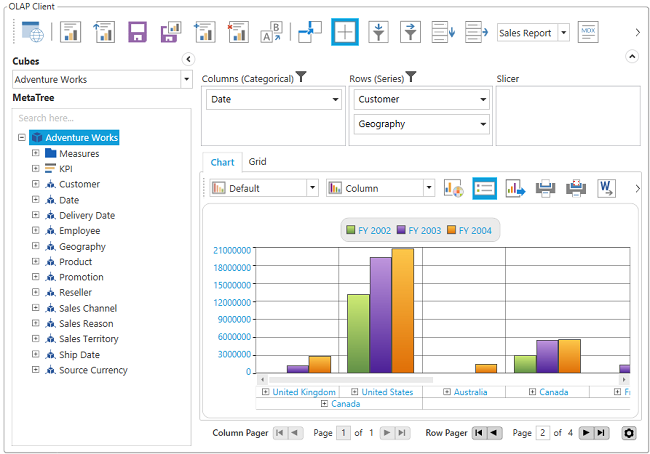 OLAP Client
A B
B A
Sales Report
MDX
Cubes
Adventure Works
MetaTree
Search here...
Adventure Works
Measures
KPI
Customer
Date
Delivery Date
Employee
Geography
Product
Promotion
Reseller
Sales Channel
Sales Reason
Sales Territory
Ship Date
Source Currency
Columns (Categorical)
Date
Rows (Series)
Customer
Geography
Slicer
Chart Grid
Default Column W
FY 2002 FY 2003 FY 2004
21000000
18000000
15000000
12000000
9000000
6000000
3000000
0
United Kingdom United States Australia Canada
Canada
Column Pager Page 1 of 1 Row Pager Page 2 of 4